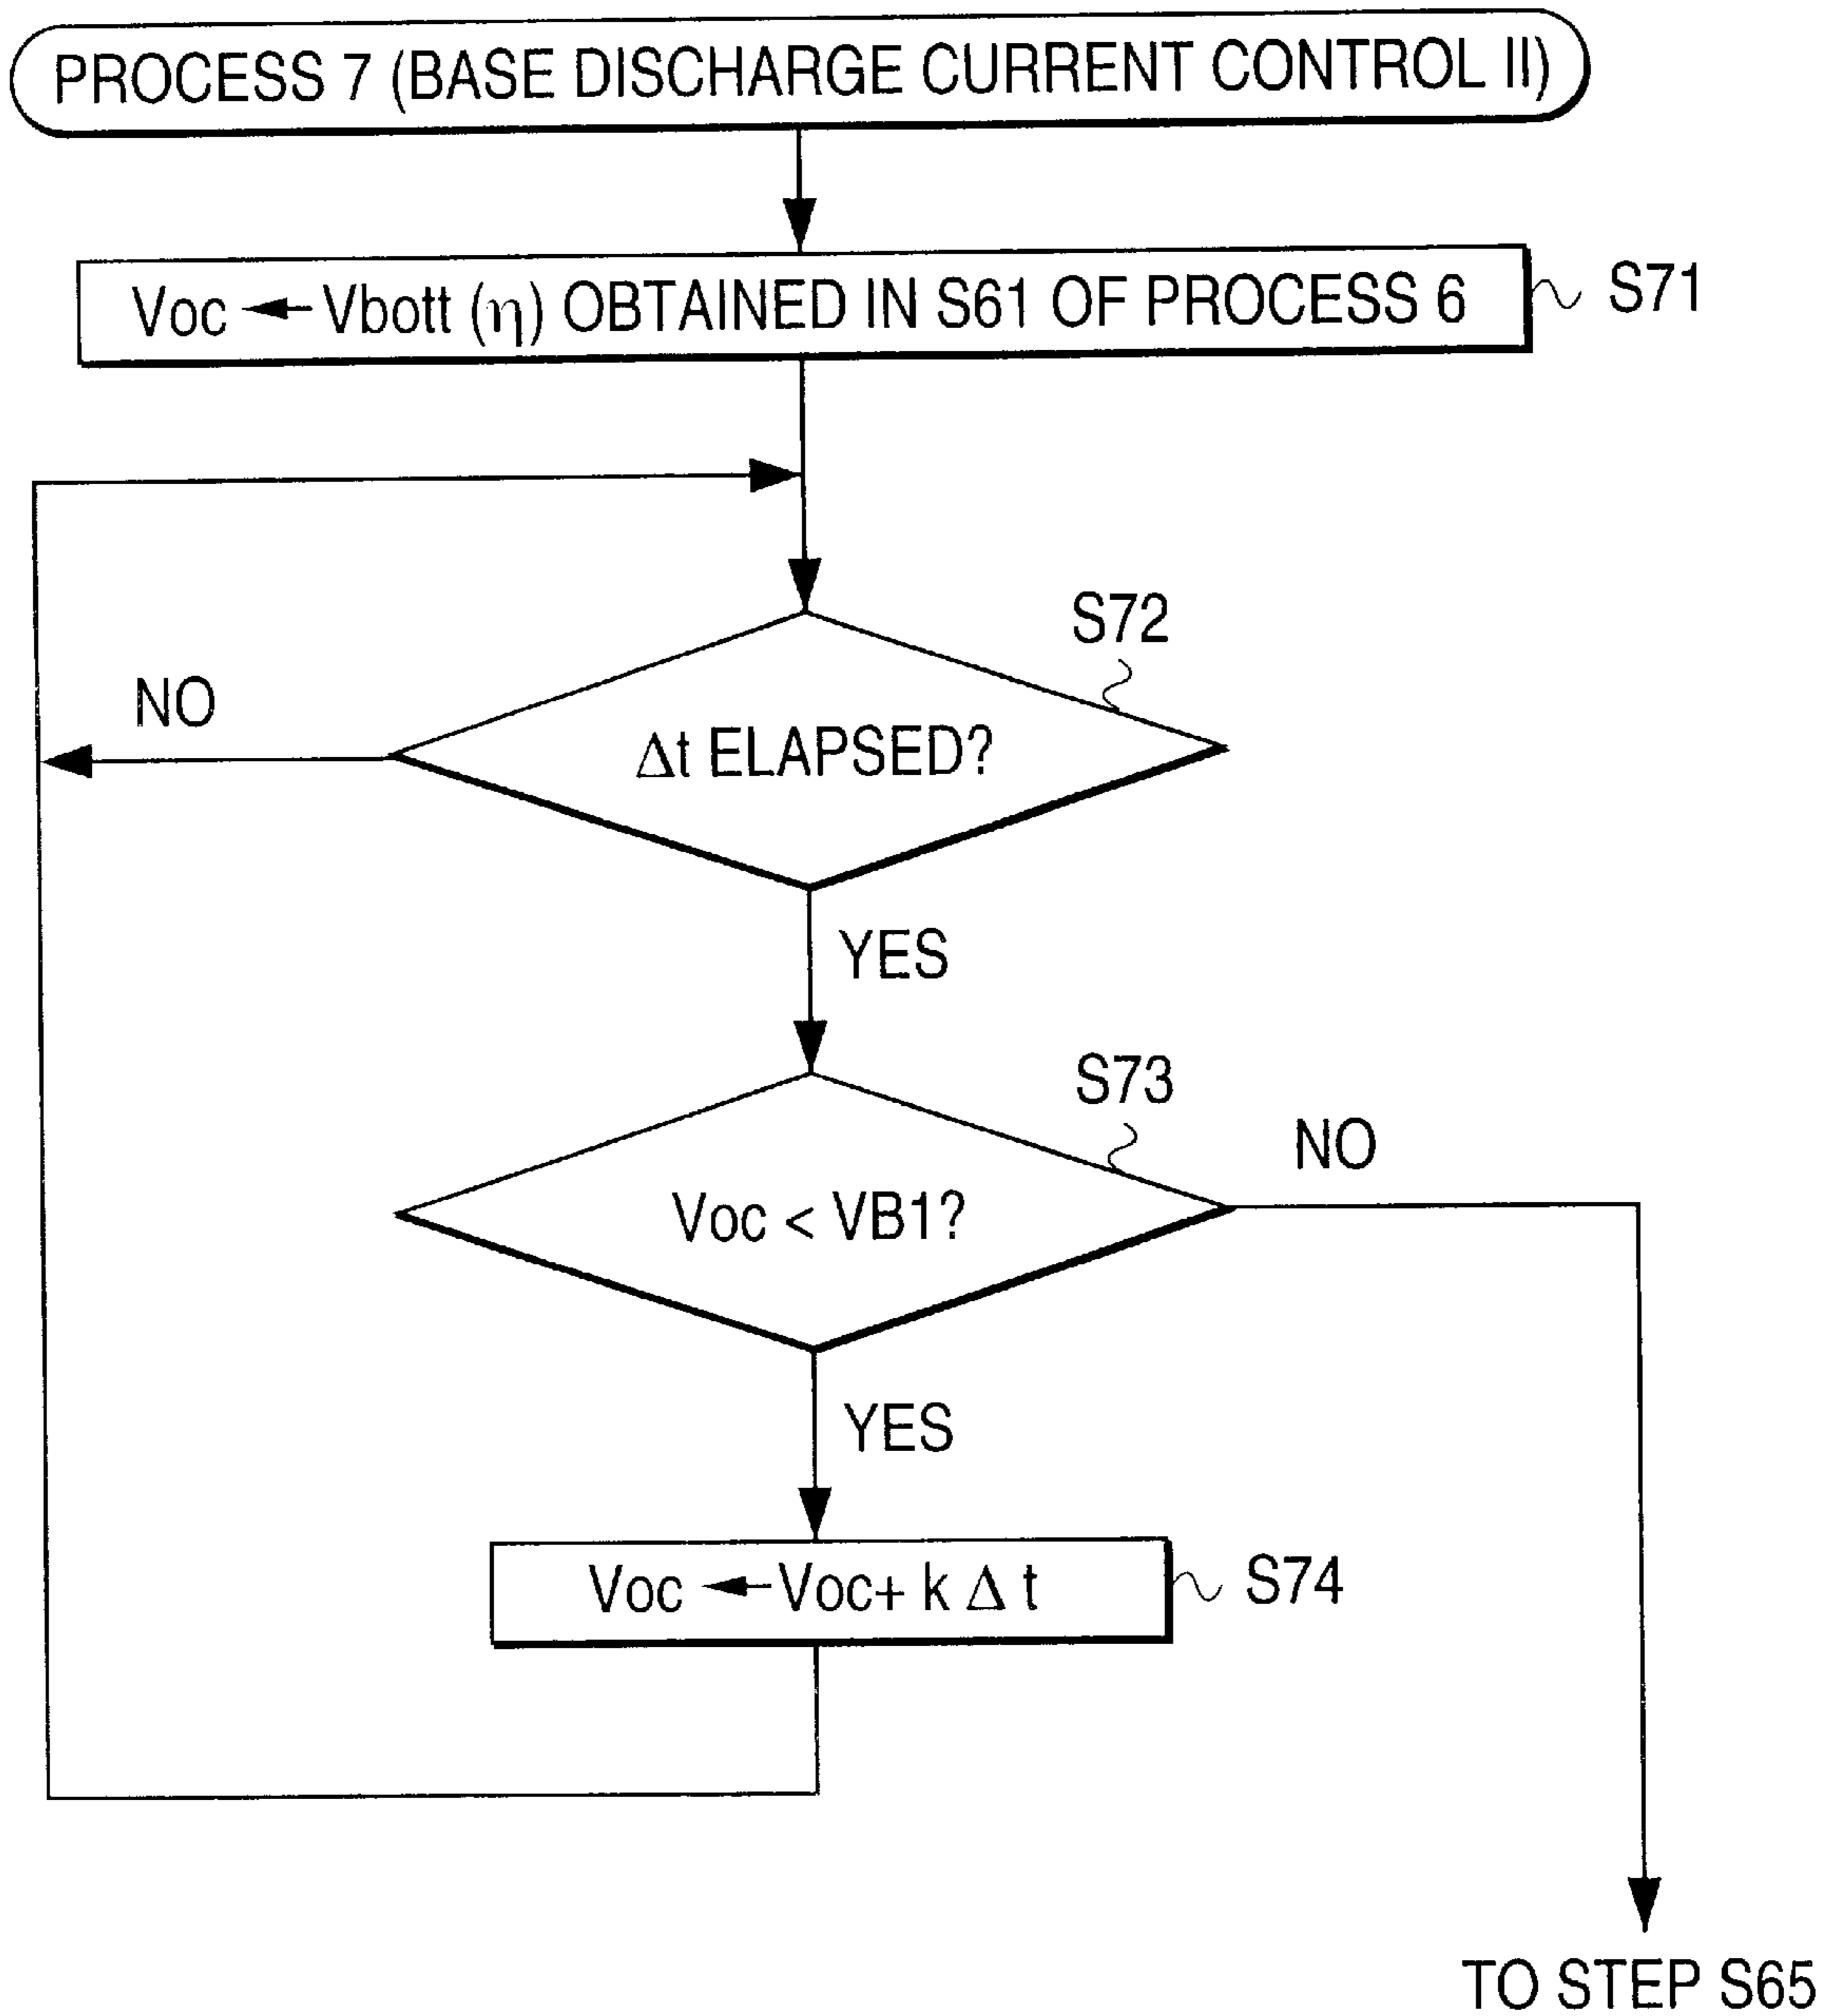 PROCESS 7 (BASE DISCHARGE CURRENT CONTROL II)
Voc ← Vbott (η) OBTAINED IN S61 OF PROCESS 6
S71
S72
NO
Δt ELAPSED?
YES
S73
NO
Voc < VB1?
YES
Voc ← Voc+ k Δ t
S74
TO STEP S65